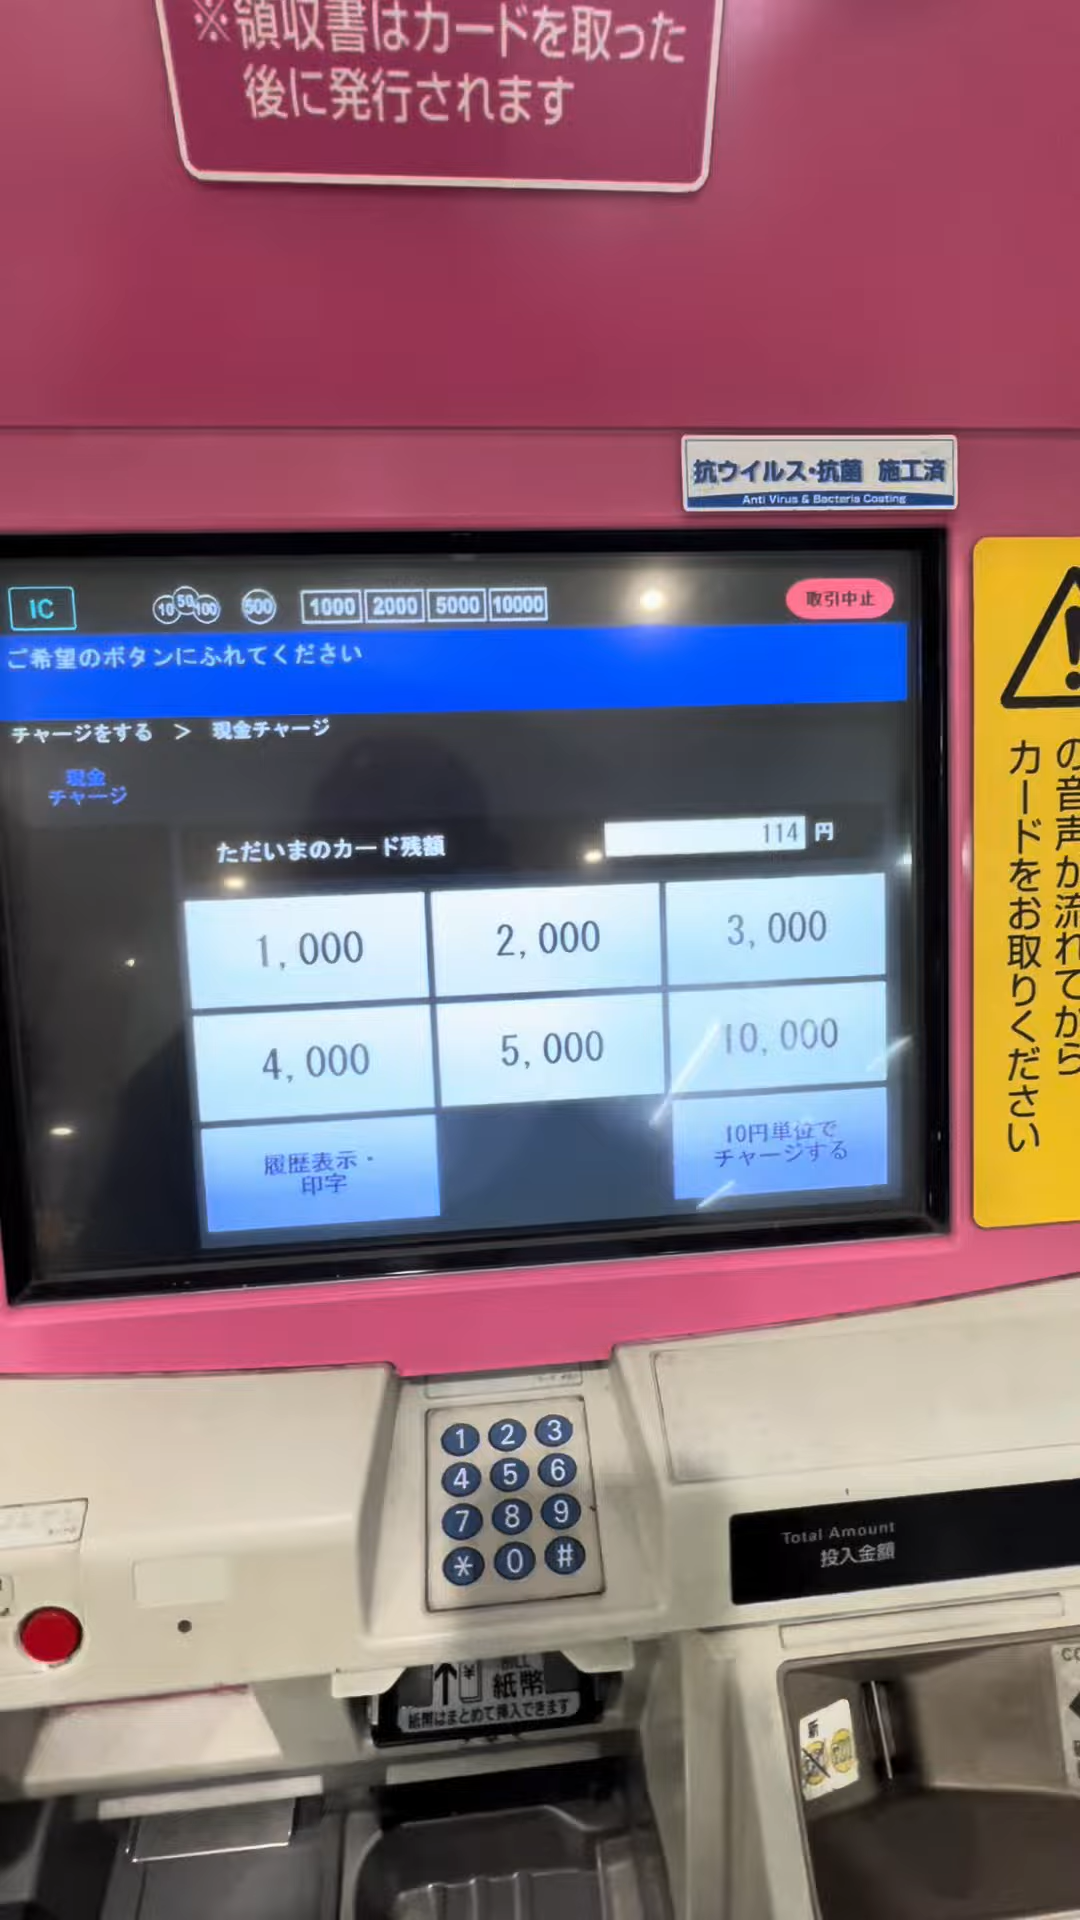 ※領収書はカードを取った
後に発行されます
抗ウイルス・抗菌 施工済
Anti Virus & Bacteria Coating
IC 10 50 100 500 1000 2000 5000 10000 取引中止
ご希望のボタンにふれてください
チャージをする > 現金チャージ
現金
チャージ
ただいまのカード残額 114 円
1,000 2,000 3,000
4,000 5,000 10,000
履歴表示・
印字
10円単位で
チャージする
の音声が流れてから
カードをお取りください
1 2 3
4 5 6
7 8 9
* 0 #
Total Amount
投入金額
BILL
紙幣
紙幣はまとめて挿入できます
新